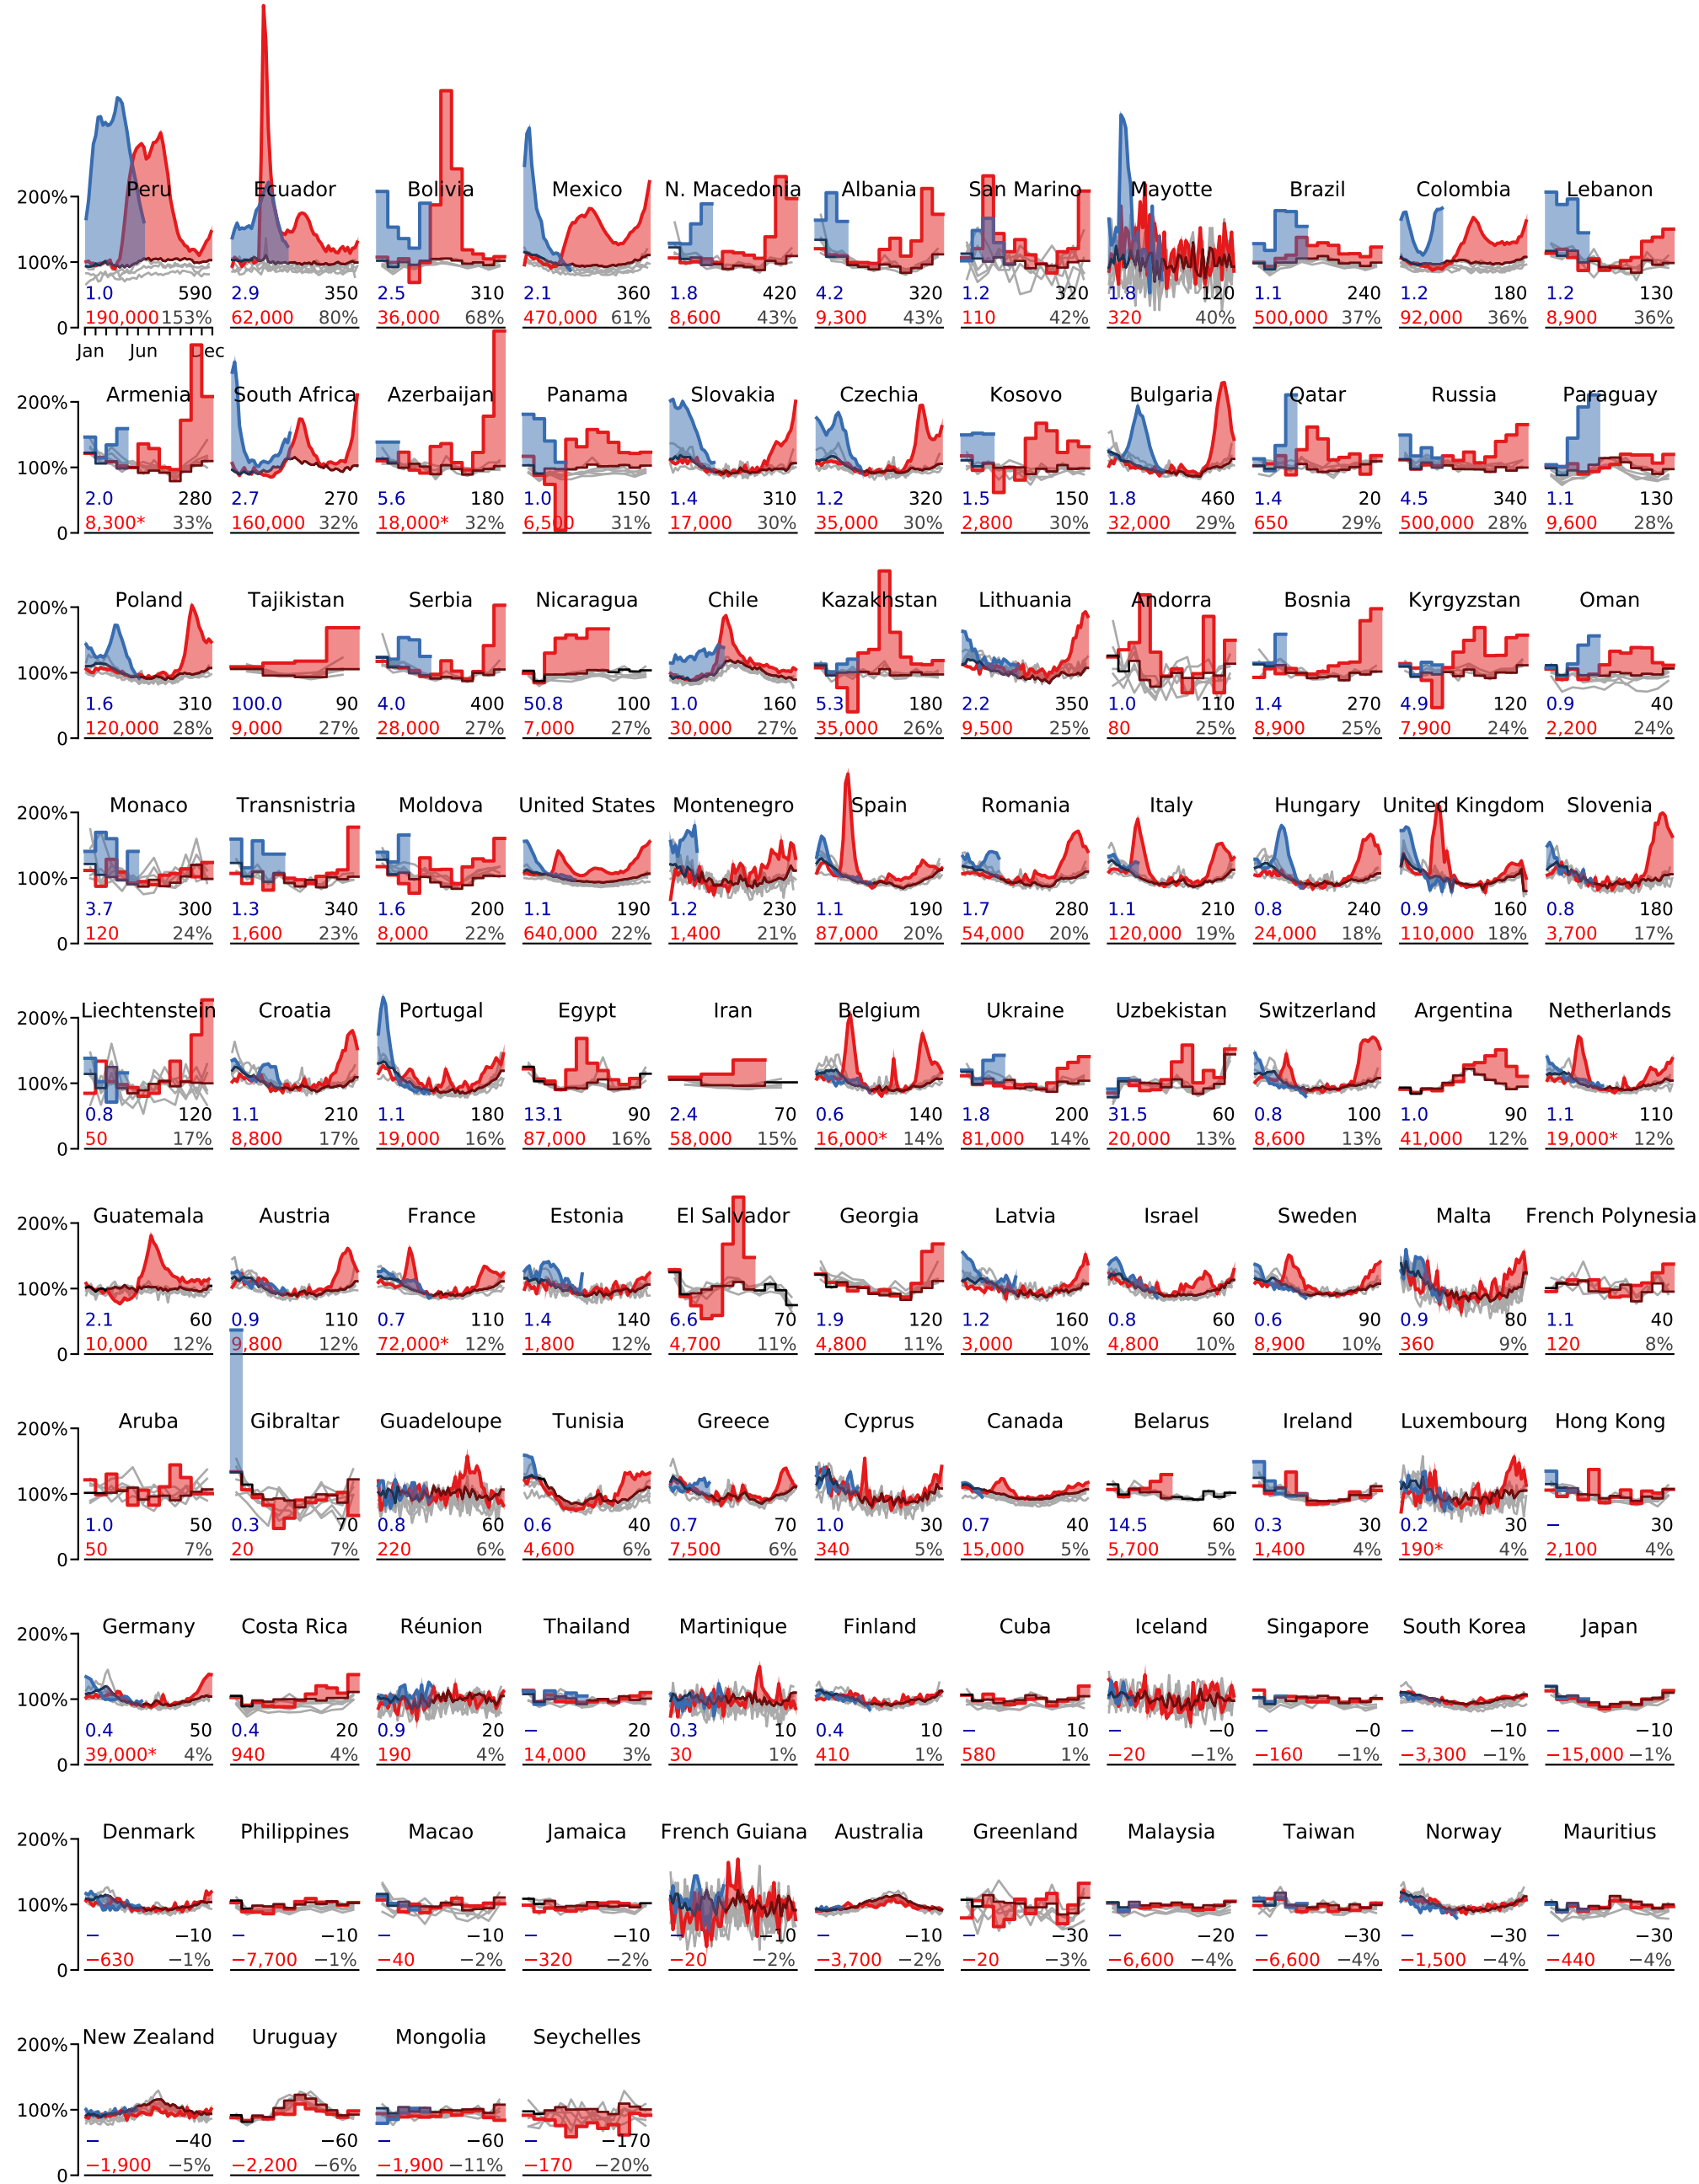 Peru Ecuador Bolivia Mexico N. Macedonia Albania San Marino Mayotte Brazil Colombia Lebanon
200%
100%
1.0 590 2.9 350 2.5 310 2.1 360 1.8 420 4.2 320 1.2 320 1.8 120 1.1 240 1.2 180 1.2 130
190,000 153% 62,000 80% 36,000 68% 470,000 61% 8,600 43% 9,300 43% 110 42% 320 40% 500,000 37% 92,000 36% 8,900 36%
0
Jan Jun Dec
Armenia South Africa Azerbaijan Panama Slovakia Czechia Kosovo Bulgaria Qatar Russia Paraguay
200%
100%
2.0 280 2.7 270 5.6 180 1.0 150 1.4 310 1.2 320 1.5 150 1.8 460 1.4 20 4.5 340 1.1 130
8,300* 33% 160,000 32% 18,000* 32% 6,500 31% 17,000 30% 35,000 30% 2,800 30% 32,000 29% 650 29% 500,000 28% 9,600 28%
0
Poland Tajikistan Serbia Nicaragua Chile Kazakhstan Lithuania Andorra Bosnia Kyrgyzstan Oman
200%
100%
1.6 310 100.0 90 4.0 400 50.8 100 1.0 160 5.3 180 2.2 350 1.0 110 1.4 270 4.9 120 0.9 40
120,000 28% 9,000 27% 28,000 27% 7,000 27% 30,000 27% 35,000 26% 9,500 25% 80 25% 8,900 25% 7,900 24% 2,200 24%
0
Monaco Transnistria Moldova United States Montenegro Spain Romania Italy Hungary United Kingdom Slovenia
200%
100%
3.7 300 1.3 340 1.6 200 1.1 190 1.2 230 1.1 190 1.7 280 1.1 210 0.8 240 0.9 160 0.8 180
120 24% 1,600 23% 8,000 22% 640,000 22% 1,400 21% 87,000 20% 54,000 20% 120,000 19% 24,000 18% 110,000 18% 3,700 17%
0
Liechtenstein Croatia Portugal Egypt Iran Belgium Ukraine Uzbekistan Switzerland Argentina Netherlands
200%
100%
0.8 120 1.1 210 1.1 180 13.1 90 2.4 70 0.6 140 1.8 200 31.5 60 0.8 100 1.0 90 1.1 110
50 17% 8,800 17% 19,000 16% 87,000 16% 58,000 15% 16,000* 14% 81,000 14% 20,000 13% 8,600 13% 41,000 12% 19,000* 12%
0
Guatemala Austria France Estonia El Salvador Georgia Latvia Israel Sweden Malta French Polynesia
200%
100%
2.1 60 0.9 110 0.7 110 1.4 140 6.6 70 1.9 120 1.2 160 0.8 60 0.6 90 0.9 80 1.1 40
10,000 12% 9,800 12% 72,000* 12% 1,800 12% 4,700 11% 4,800 11% 3,000 10% 4,800 10% 8,900 10% 360 9% 120 8%
0
Aruba Gibraltar Guadeloupe Tunisia Greece Cyprus Canada Belarus Ireland Luxembourg Hong Kong
200%
100%
1.0 50 0.3 70 0.8 60 0.6 40 0.7 70 1.0 30 0.7 40 14.5 60 0.3 30 0.2 30 – 30
50 7% 20 7% 220 6% 4,600 6% 7,500 6% 340 5% 15,000 5% 5,700 5% 1,400 4% 190* 4% 2,100 4%
0
Germany Costa Rica Réunion Thailand Martinique Finland Cuba Iceland Singapore South Korea Japan
200%
100%
0.4 50 0.4 20 0.9 20 – 20 0.3 10 0.4 10 – 10 – −0 – −0 – −10 – −10
39,000* 4% 940 4% 190 4% 14,000 3% 30 1% 410 1% 580 1% −20 −1% −160 −1% −3,300 −1% −15,000 −1%
0
Denmark Philippines Macao Jamaica French Guiana Australia Greenland Malaysia Taiwan Norway Mauritius
200%
100%
– −10 – −10 – −10 – −10 – −10 – −10 – −30 – −20 – −30 – −30 – −30
−630 −1% −7,700 −1% −40 −2% −320 −2% −20 −2% −3,700 −2% −20 −3% −6,600 −4% −6,600 −4% −1,500 −4% −440 −4%
0
New Zealand Uruguay Mongolia Seychelles
200%
100%
– −40 – −60 – −60 – −170
−1,900 −5% −2,200 −6% −1,900 −11% −170 −20%
0